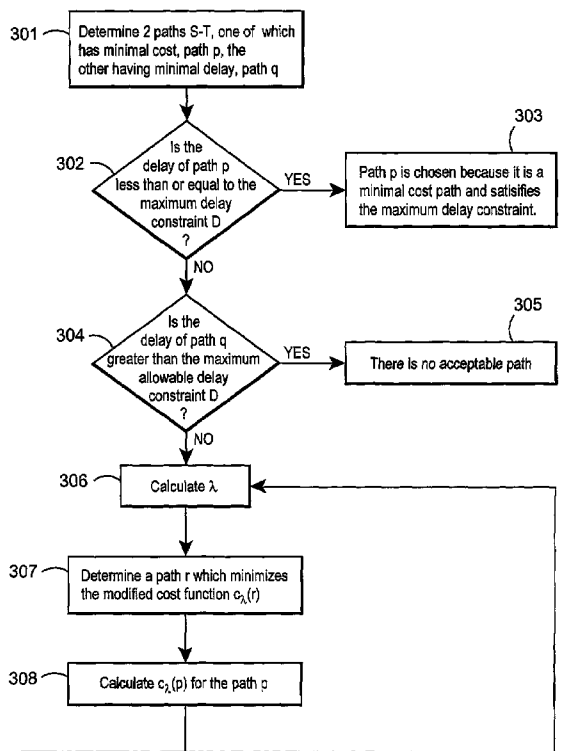 301
Determine 2 paths S-T, one of which
has minimal cost, path p, the
other having minimal delay, path q
302
Is the
delay of path p
less than or equal to the
maximum delay
constraint D
?
YES
303
Path p is chosen because it is a
minimal cost path and satisifies
the maximum delay constraint.
NO
304
Is the
delay of path q
greater than the maximum
allowable delay
constraint D
?
YES
305
There is no acceptable path
NO
306
Calculate λ
307
Determine a path r which minimizes
the modified cost function cλ(r)
308
Calculate cλ(p) for the path p